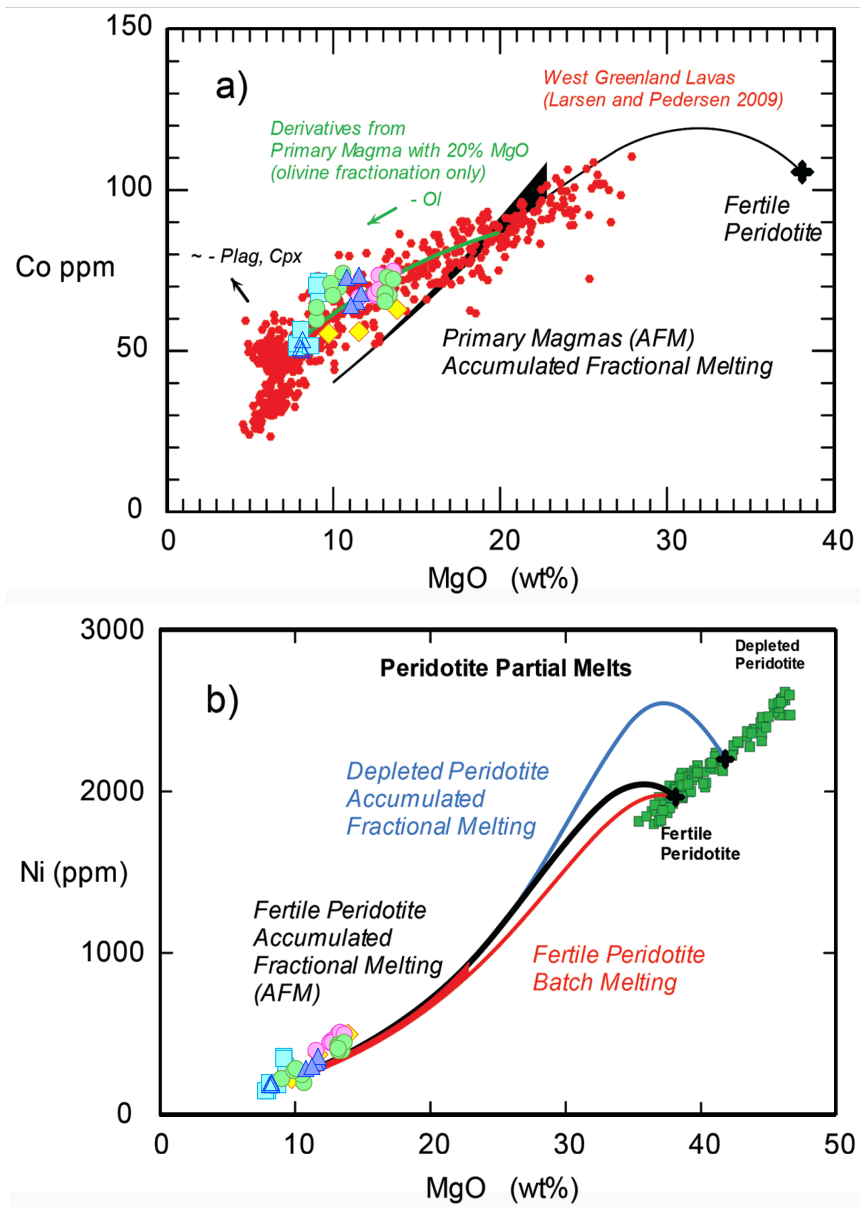 150
a)
West Greenland Lavas
(Larsen and Pedersen 2009)
Derivatives from
Primary Magma with 20% MgO
(olivine fractionation only)
- Ol
100
Fertile
Peridotite
~ - Plag, Cpx
Co ppm
Primary Magmas (AFM)
Accumulated Fractional Melting
50
0
0
10
20
30
40
MgO (wt%)
3000
Peridotite Partial Melts
Depleted
Peridotite
b)
Depleted Peridotite
Accumulated
Fractional Melting
2000
Fertile
Peridotite
Ni (ppm)
Fertile Peridotite
Accumulated
Fractional Melting
(AFM)
Fertile Peridotite
Batch Melting
1000
0
0
10
20
30
40
50
MgO (wt%)